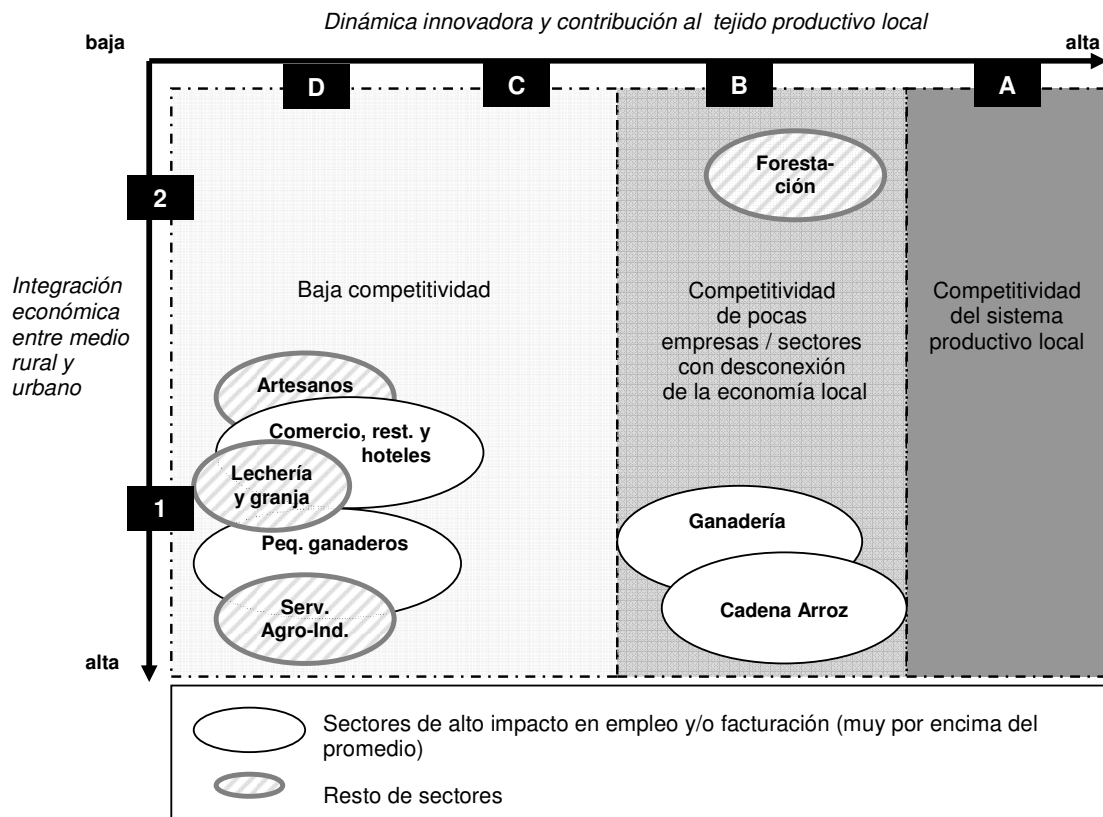 Dinámica innovadora y contribución al tejido productivo local
baja
alta
D
C
B
A
Foresta-
ción
2
Integración
económica
entre medio
rural y
urbano
Baja competitividad
Competitividad
de pocas
empresas / sectores
con desconexión
de la economía local
Competitividad
del sistema
productivo local
Artesanos
Comercio, rest. y
hoteles
Lechería
y granja
1
Peq. ganaderos
Ganadería
Serv.
Agro-Ind.
Cadena Arroz
alta
Sectores de alto impacto en empleo y/o facturación (muy por encima del
promedio)
Resto de sectores